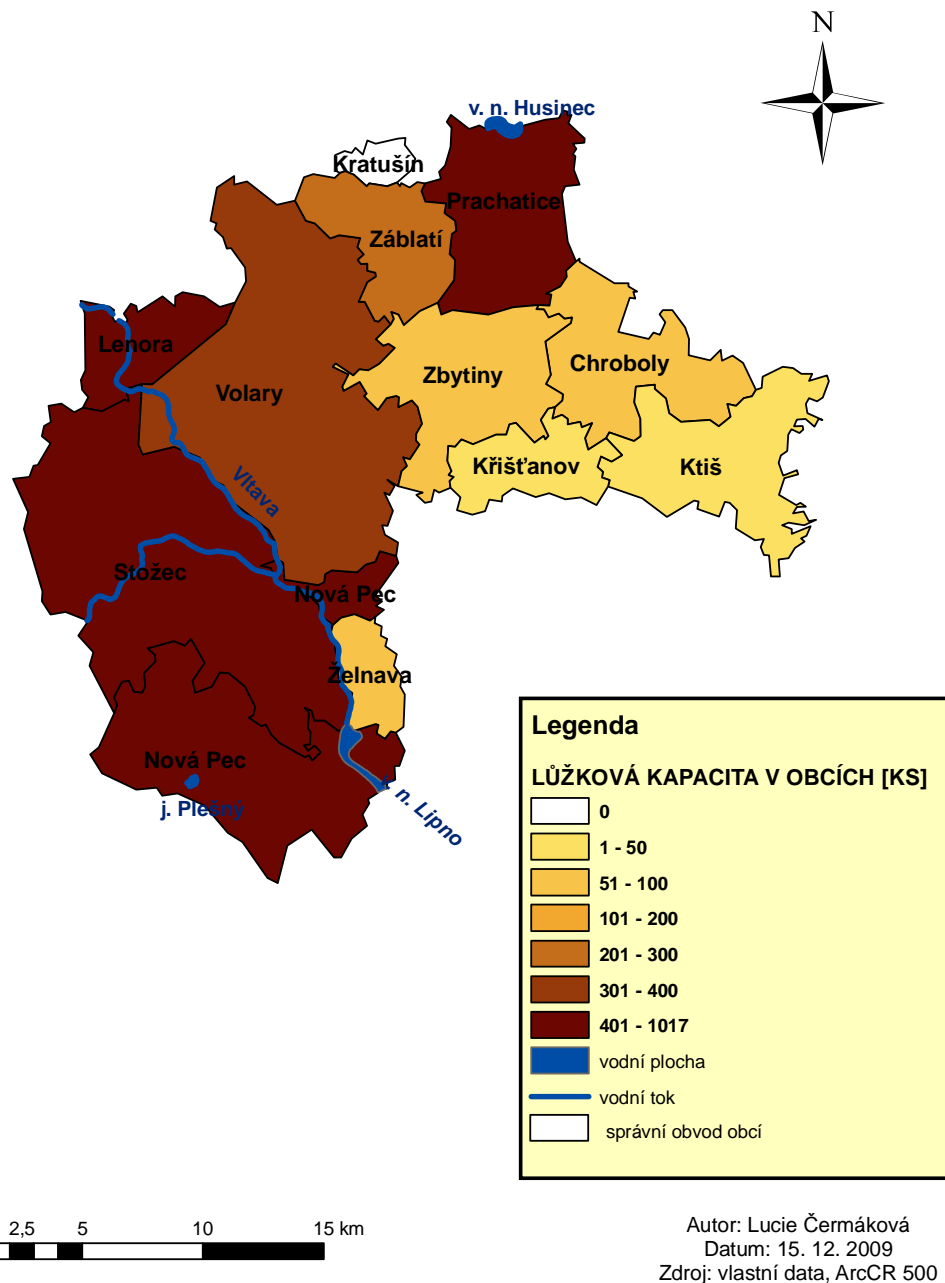 N
v. n. Husinec
Kratušín
Prachatice
Záblatí
Lenora
Zbytiny
Chroboly
Volary
Křišťanov
Ktiš
Vltava
Stožec
Nová Pec
Želnava
Nová Pec
j. Plešný
v. n. Lipno
Legenda
LŮŽKOVÁ KAPACITA V OBCÍCH [KS]
0
1 - 50
51 - 100
101 - 200
201 - 300
301 - 400
401 - 1017
vodní plocha
vodní tok
správní obvod obcí
2,5 5 10 15 km
Autor: Lucie Čermáková
Datum: 15. 12. 2009
Zdroj: vlastní data, ArcCR 500